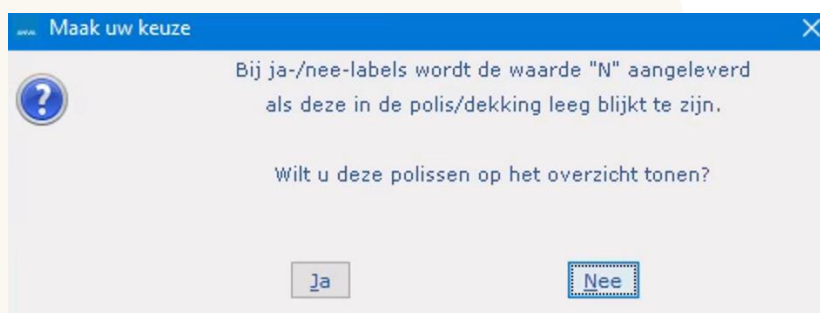 Maak uw keuze
Bij ja-/nee-labels wordt de waarde "N" aangeleverd
als deze in de polis/dekking leeg blijkt te zijn.
Wilt u deze polissen op het overzicht tonen?
Ja
Nee